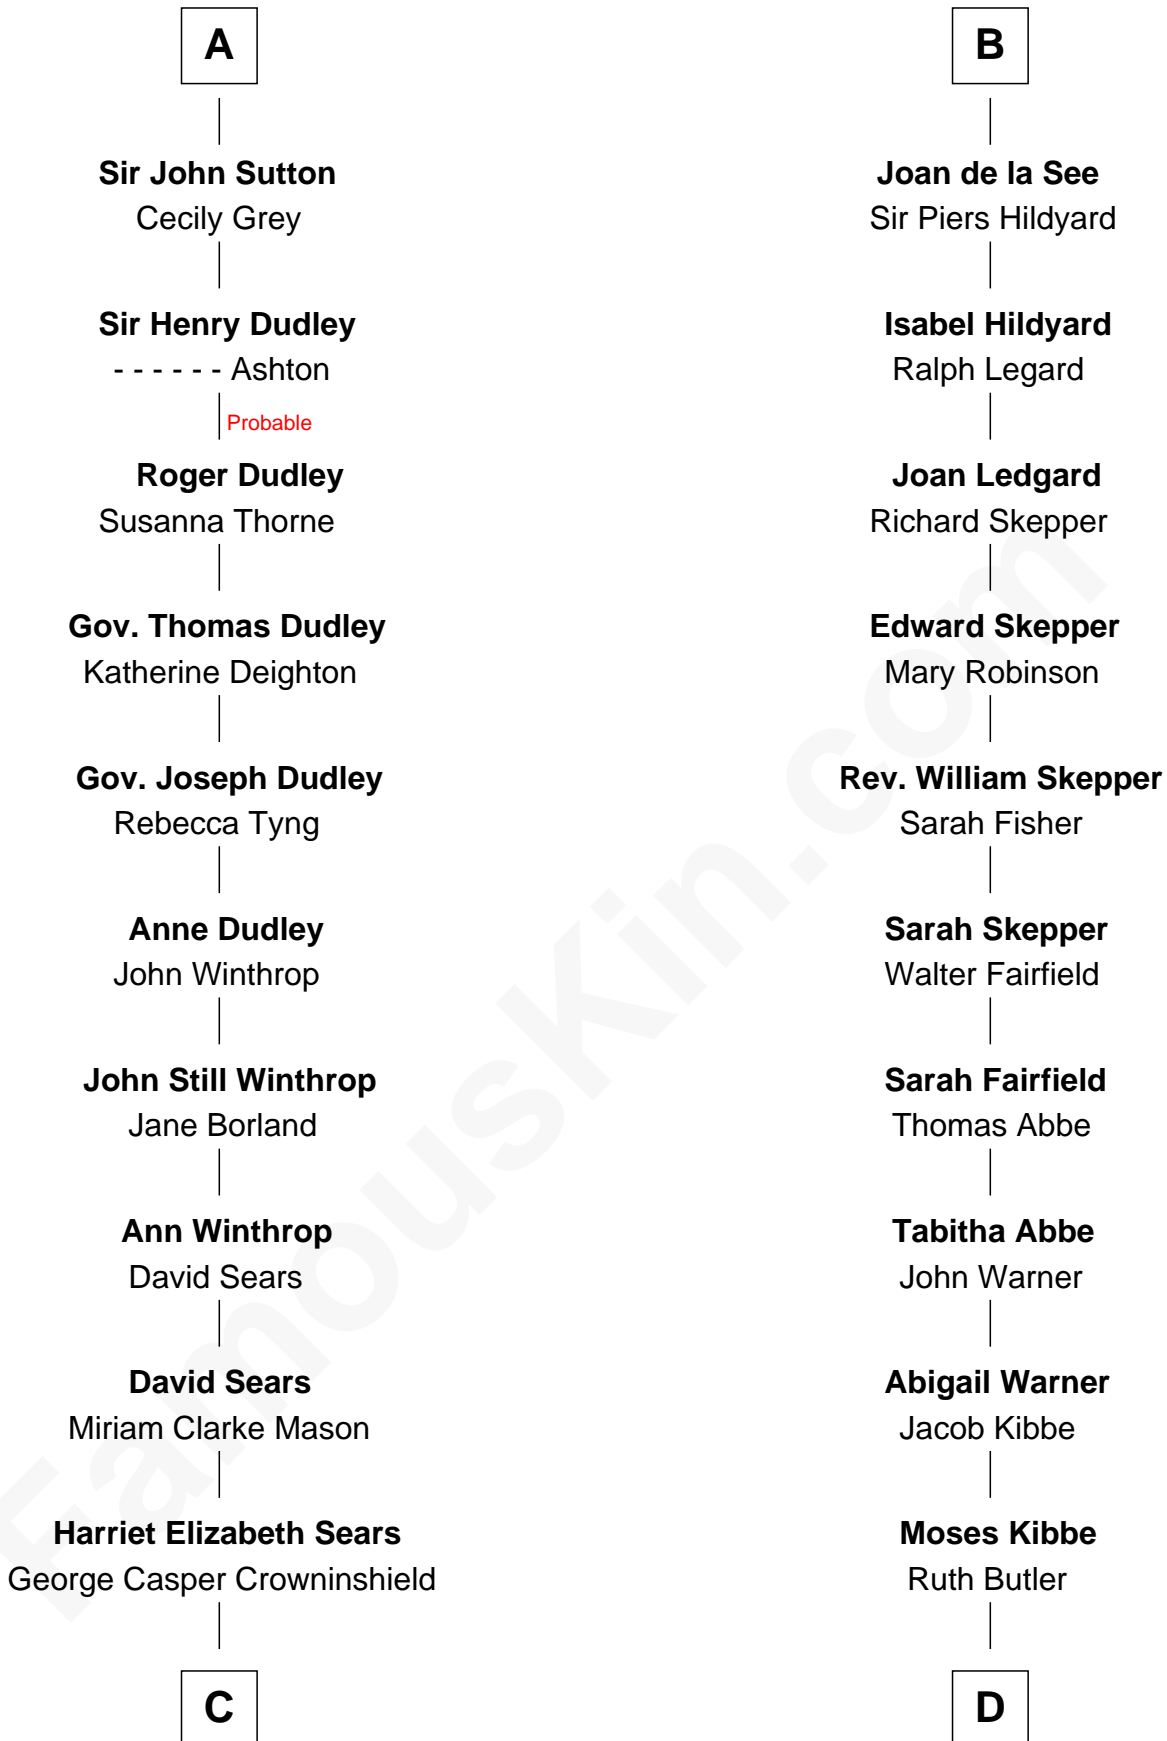 A
Sir John Sutton
Cecily Grey
Sir Henry Dudley
- - - - - - Ashton
Probable
Roger Dudley
Susanna Thorne
Gov. Thomas Dudley
Katherine Deighton
Gov. Joseph Dudley
Rebecca Tyng
Anne Dudley
John Winthrop
John Still Winthrop
Jane Borland
Ann Winthrop
David Sears
David Sears
Miriam Clarke Mason
Harriet Elizabeth Sears
George Casper Crowninshield
C
B
Joan de la See
Sir Piers Hildyard
Isabel Hildyard
Ralph Legard
Joan Ledgard
Richard Skepper
Edward Skepper
Mary Robinson
Rev. William Skepper
Sarah Fisher
Sarah Skepper
Walter Fairfield
Sarah Fairfield
Thomas Abbe
Tabitha Abbe
John Warner
Abigail Warner
Jacob Kibbe
Moses Kibbe
Ruth Butler
D
FamousKin.com